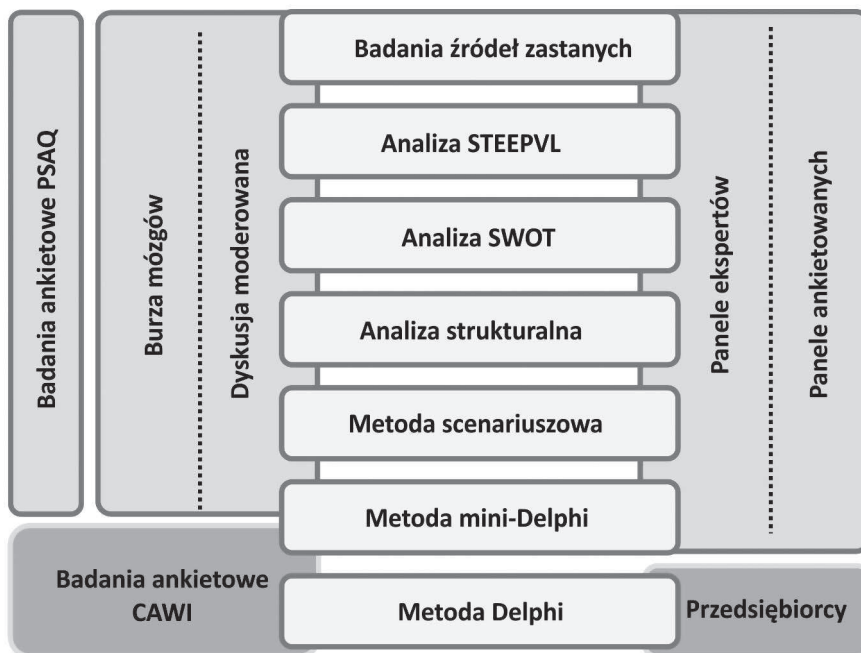 Badania ankietowe PSAQ
Burza mózgów
Dyskusja moderowana
Badania źródeł zastanych
Analiza STEEPVL
Analiza SWOT
Analiza strukturalna
Metoda scenariuszowa
Metoda mini-Delphi
Panele ekspertów
Panele ankietowanych
Badania ankietowe
CAWI
Metoda Delphi
Przedsiębiorcy